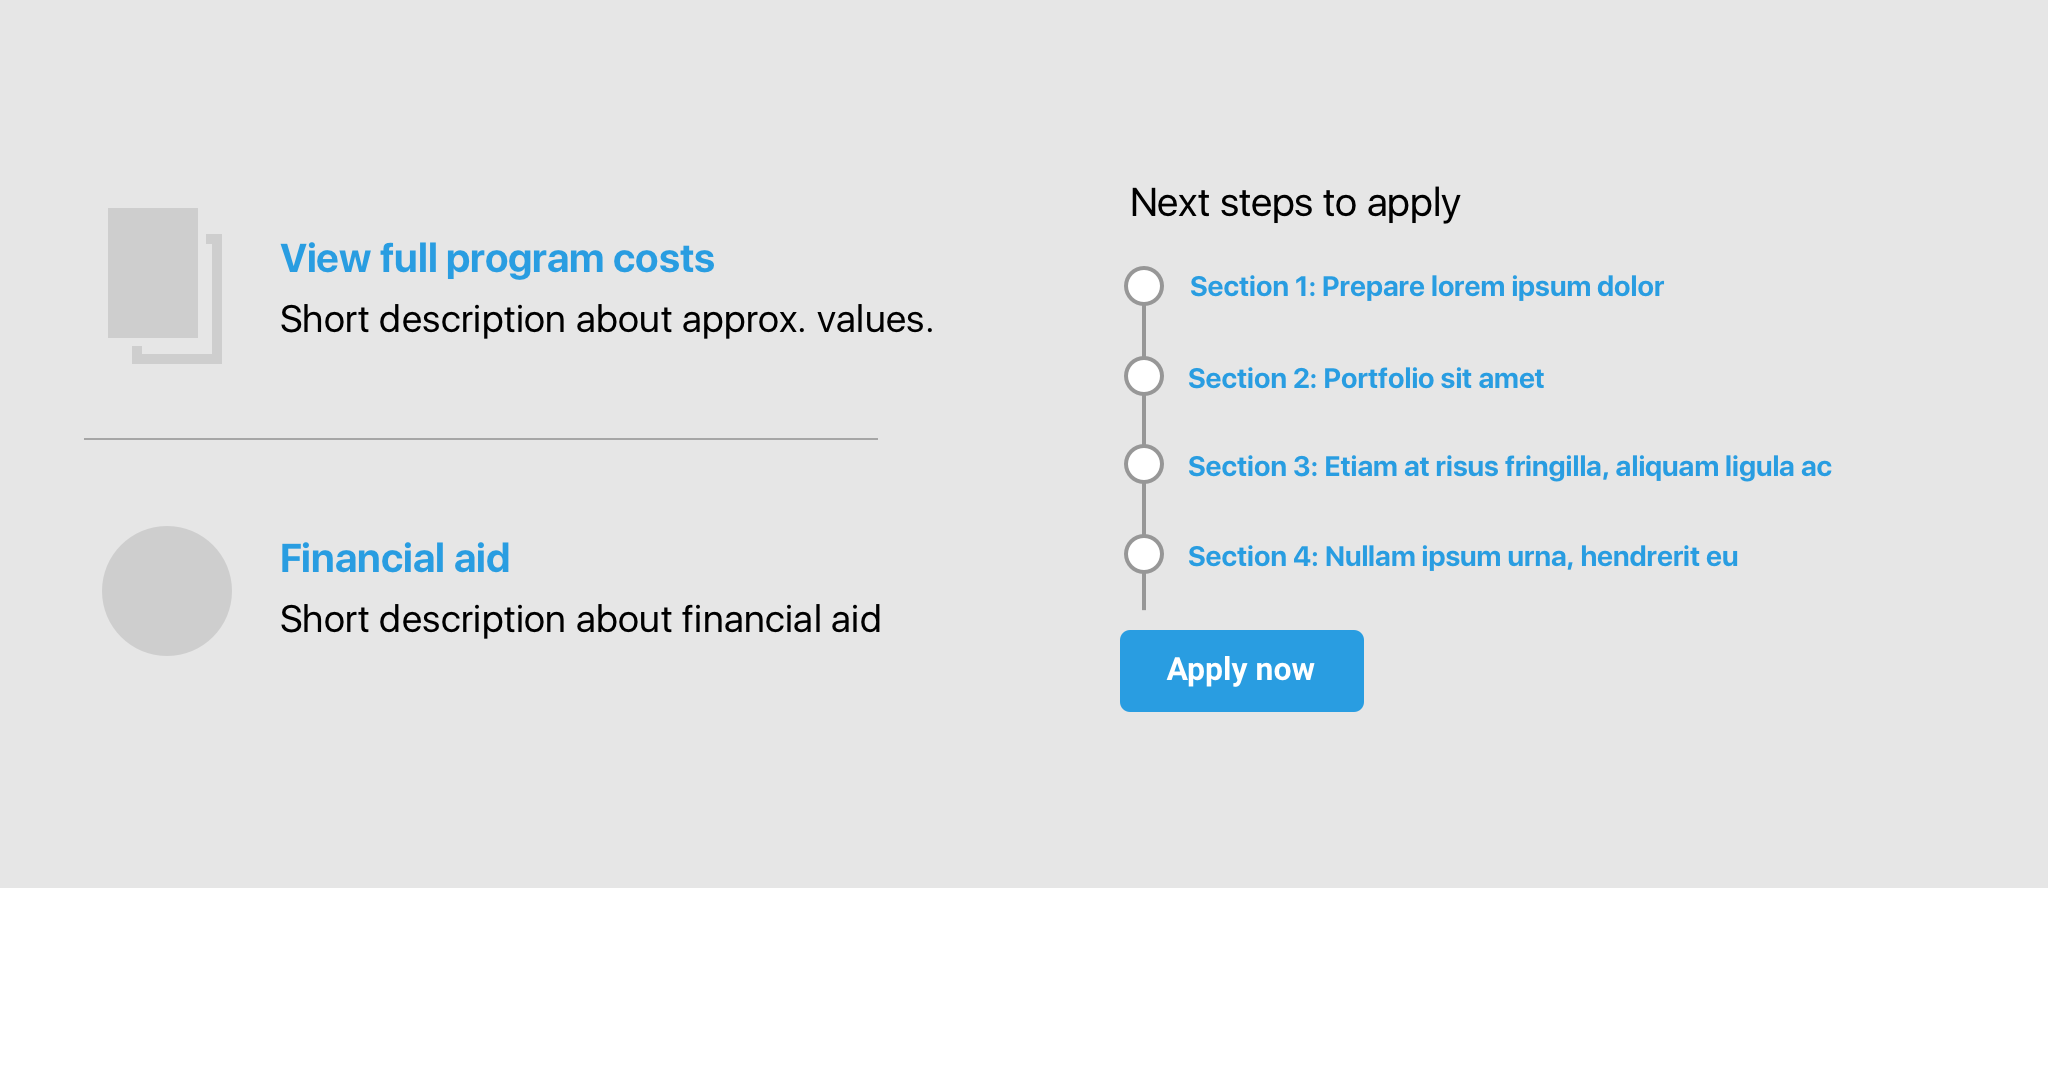 View full program costs
Short description about approx. values.
Financial aid
Short description about financial aid
Next steps to apply
Section 1: Prepare lorem ipsum dolor
Section 2: Portfolio sit amet
Section 3: Etiam at risus fringilla, aliquam ligula ac
Section 4: Nullam ipsum urna, hendrerit eu
Apply now